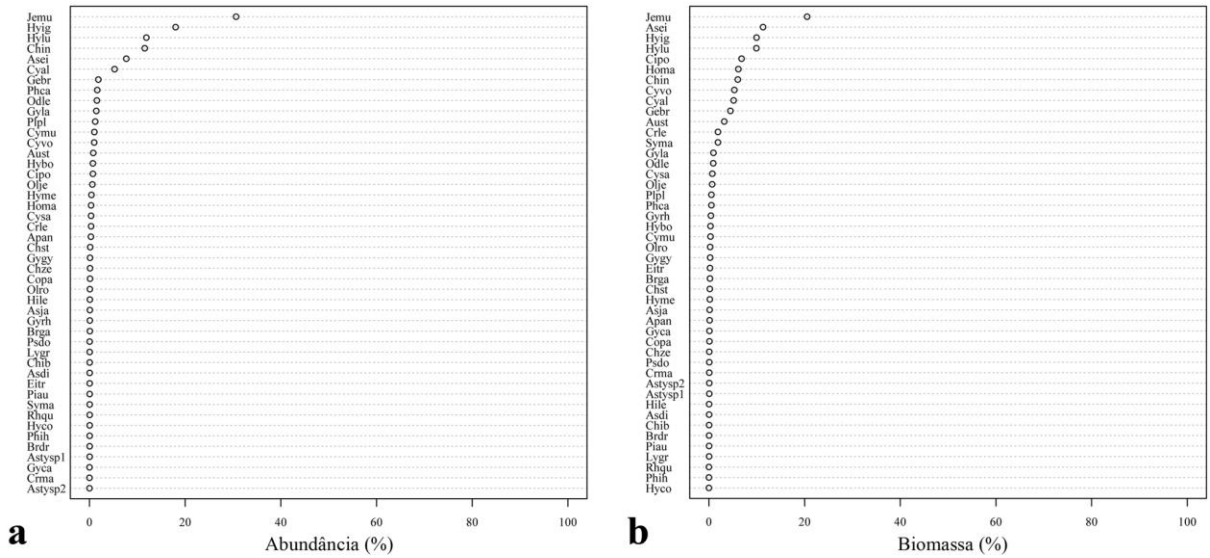 Jemu
Hyig
Hylu
Chin
Asei
Cyal
Gebr
Phca
Odle
Gyla
Plpl
Cymu
Cyvo
Aust
Hybo
Cipo
Olje
Hyme
Homa
Cysa
Crle
Apan
Chst
Gygy
Chze
Copa
Olro
Hile
Asja
Gyrh
Brga
Psdo
Lygr
Chib
Asdi
Eitr
Piau
Syma
Rhqu
Hyco
Phih
Brdr
Astysp1
Gyca
Crma
Astysp2
0 20 40 60 80 100
Abundância (%)
a
Jemu
Asei
Hyig
Hylu
Cipo
Homa
Chin
Cyvo
Cyal
Gebr
Aust
Crle
Syma
Gyla
Odle
Cysa
Olje
Plpl
Phca
Gyrh
Hybo
Cymu
Olro
Gygy
Eitr
Brga
Chst
Hyme
Asja
Apan
Gyca
Copa
Chze
Psdo
Crma
Astysp2
Astysp1
Hile
Asdi
Chib
Brdr
Piau
Lygr
Rhqu
Phih
Hyco
0 20 40 60 80 100
Biomassa (%)
b